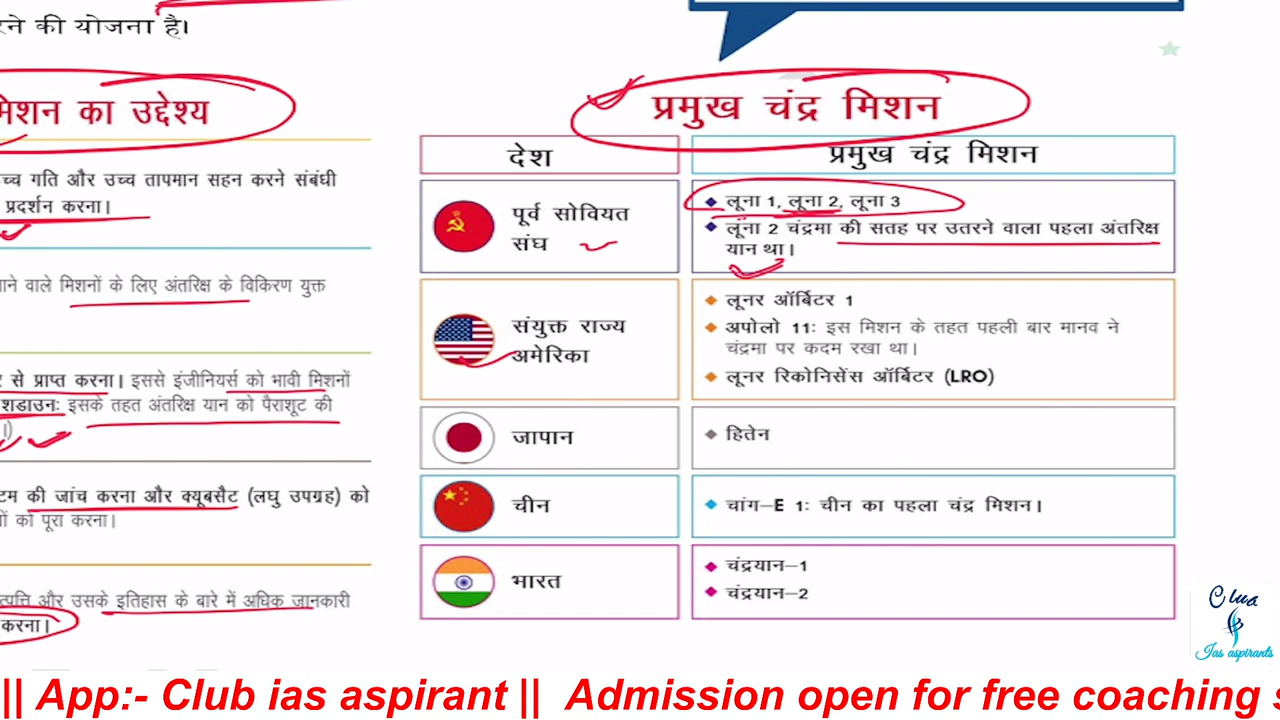 रने की योजना है।
मिशन का उद्देश्य
उच्च गति और उच्च तापमान सहन करने संबंधी
प्रदर्शन करना।
वाले मिशनों के लिए अंतरिक्ष के विकिरण युक्त
से प्राप्त करना। इससे इंजीनियर्स को भावी मिशनों
इसके तहत अंतरिक्ष यान को पैराशूट की
की जांच करना और क्यूबसैट (लघु उपग्रह) को
को पूरा करना।
और उसके इतिहास के बारे में अधिक जानकारी
करना।
प्रमुख चंद्र मिशन
देश
प्रमुख चंद्र मिशन
पूर्व सोवियत
संघ
लूना 1, लूना 2, लूना 3
लूना 2 चंद्रमा की सतह पर उतरने वाला पहला अंतरिक्ष
यान था।
संयुक्त राज्य
अमेरिका
लूनर ऑर्बिटर 1
अपोलो 11: इस मिशन के तहत पहली बार मानव ने
चंद्रमा पर कदम रखा था।
लूनर रिकोनिसेंस ऑर्बिटर (LRO)
जापान
हितेन
चीन
चांग-E 1: चीन का पहला चंद्र मिशन।
भारत
चंद्रयान-1
चंद्रयान-2
Club
Ias aspirants
|| App:- Club ias aspirant || Admission open for free coaching